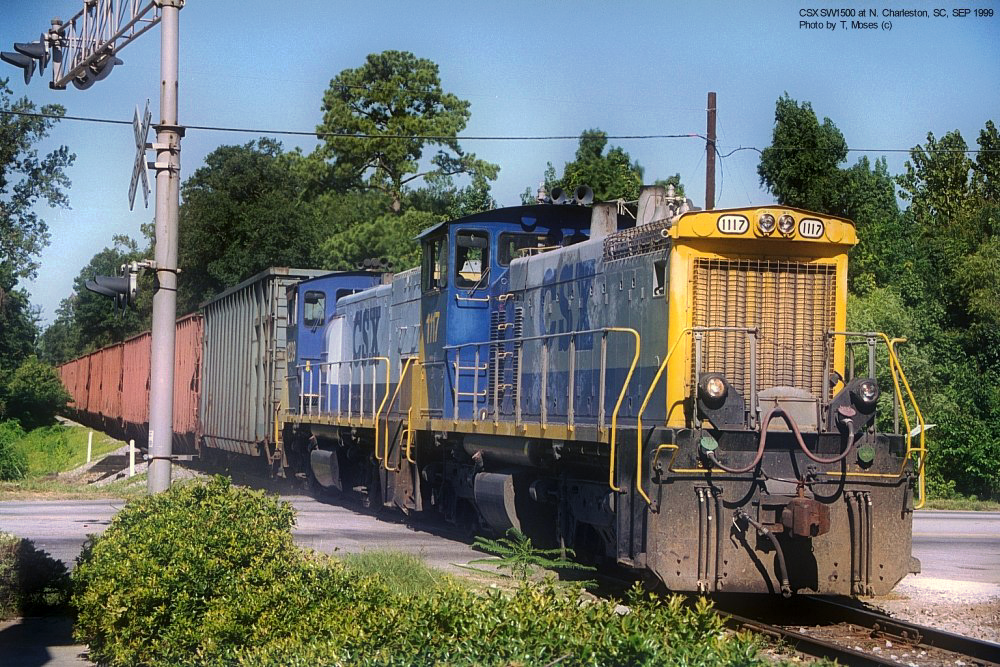 CSX SW1500 at N. Charleston, SC, SEP 1999
Photo by T, Moses (c)
1117
1117
1117
CSX
CSX